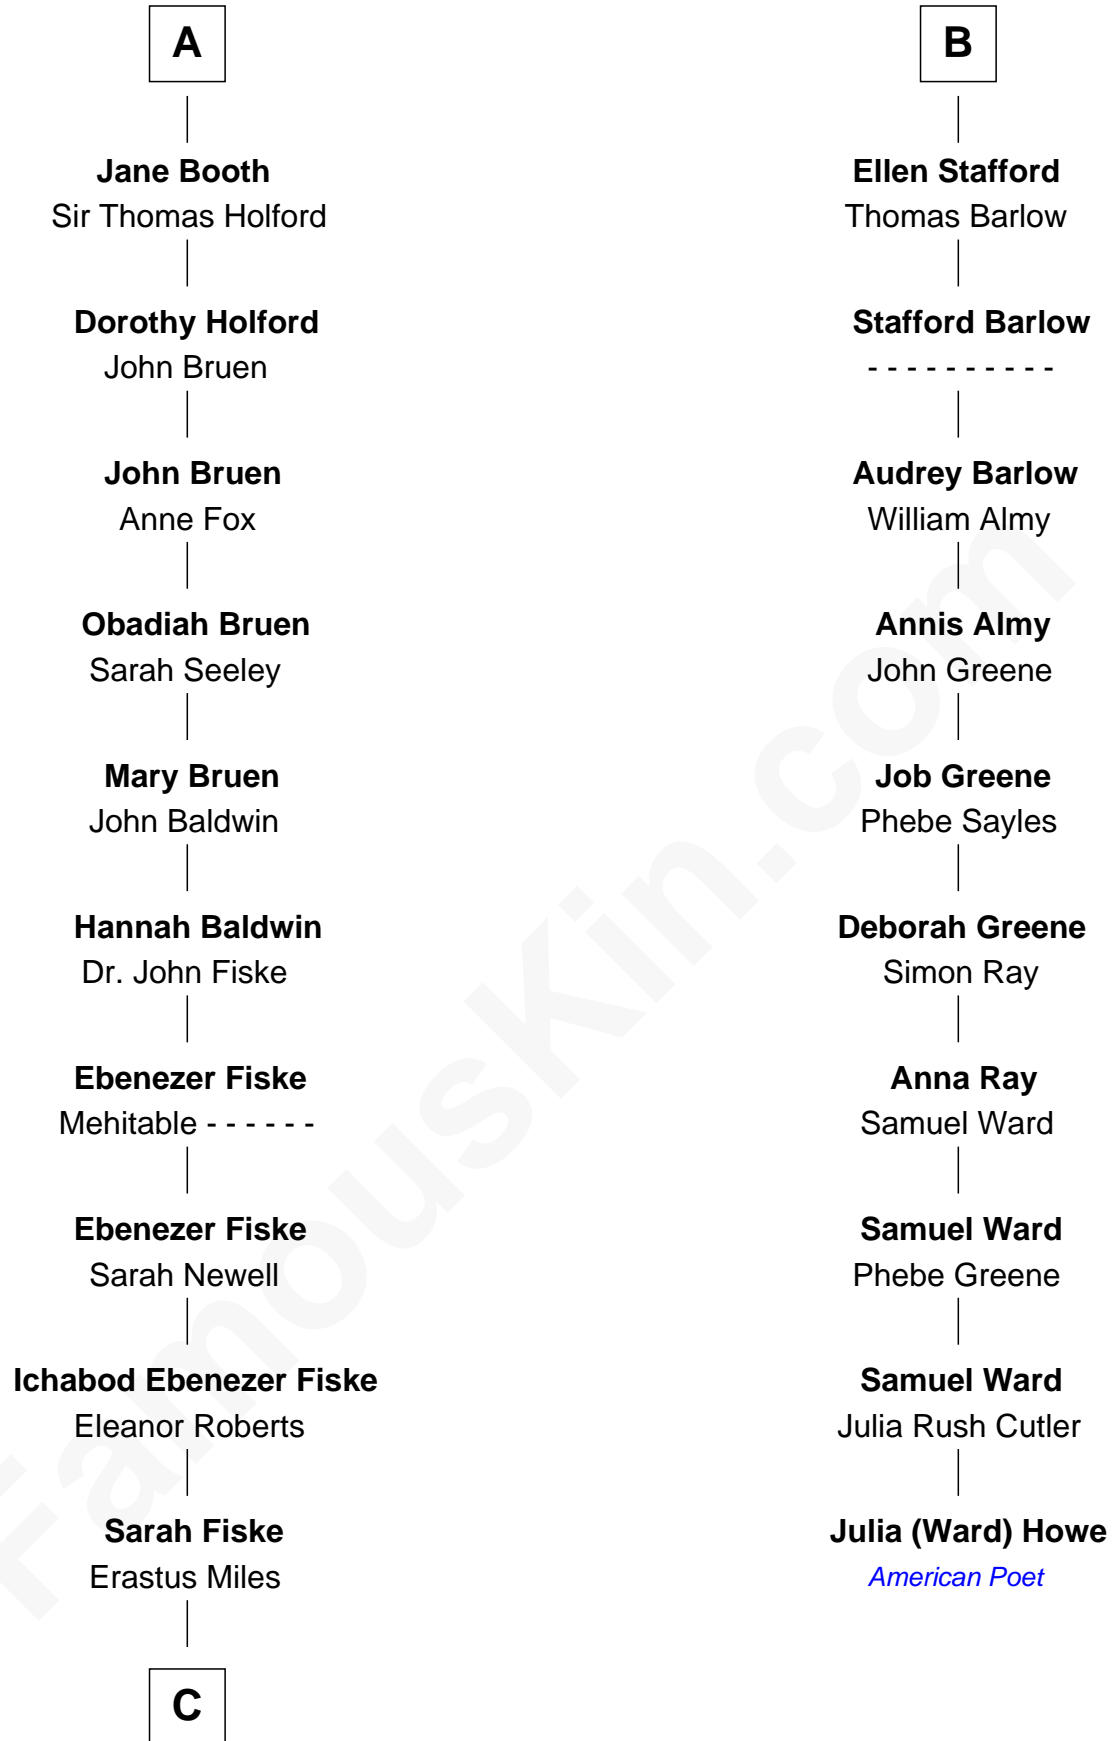 A
Jane Booth
Sir Thomas Holford
Dorothy Holford
John Bruen
John Bruen
Anne Fox
Obadiah Bruen
Sarah Seeley
Mary Bruen
John Baldwin
Hannah Baldwin
Dr. John Fiske
Ebenezer Fiske
Mehitable - - - - - -
Ebenezer Fiske
Sarah Newell
Ichabod Ebenezer Fiske
Eleanor Roberts
Sarah Fiske
Erastus Miles
C
B
Ellen Stafford
Thomas Barlow
Stafford Barlow
- - - - - - - - - -
Audrey Barlow
William Almy
Annis Almy
John Greene
Job Greene
Phebe Sayles
Deborah Greene
Simon Ray
Anna Ray
Samuel Ward
Samuel Ward
Phebe Greene
Samuel Ward
Julia Rush Cutler
Julia (Ward) Howe
American Poet
FamousKin.com